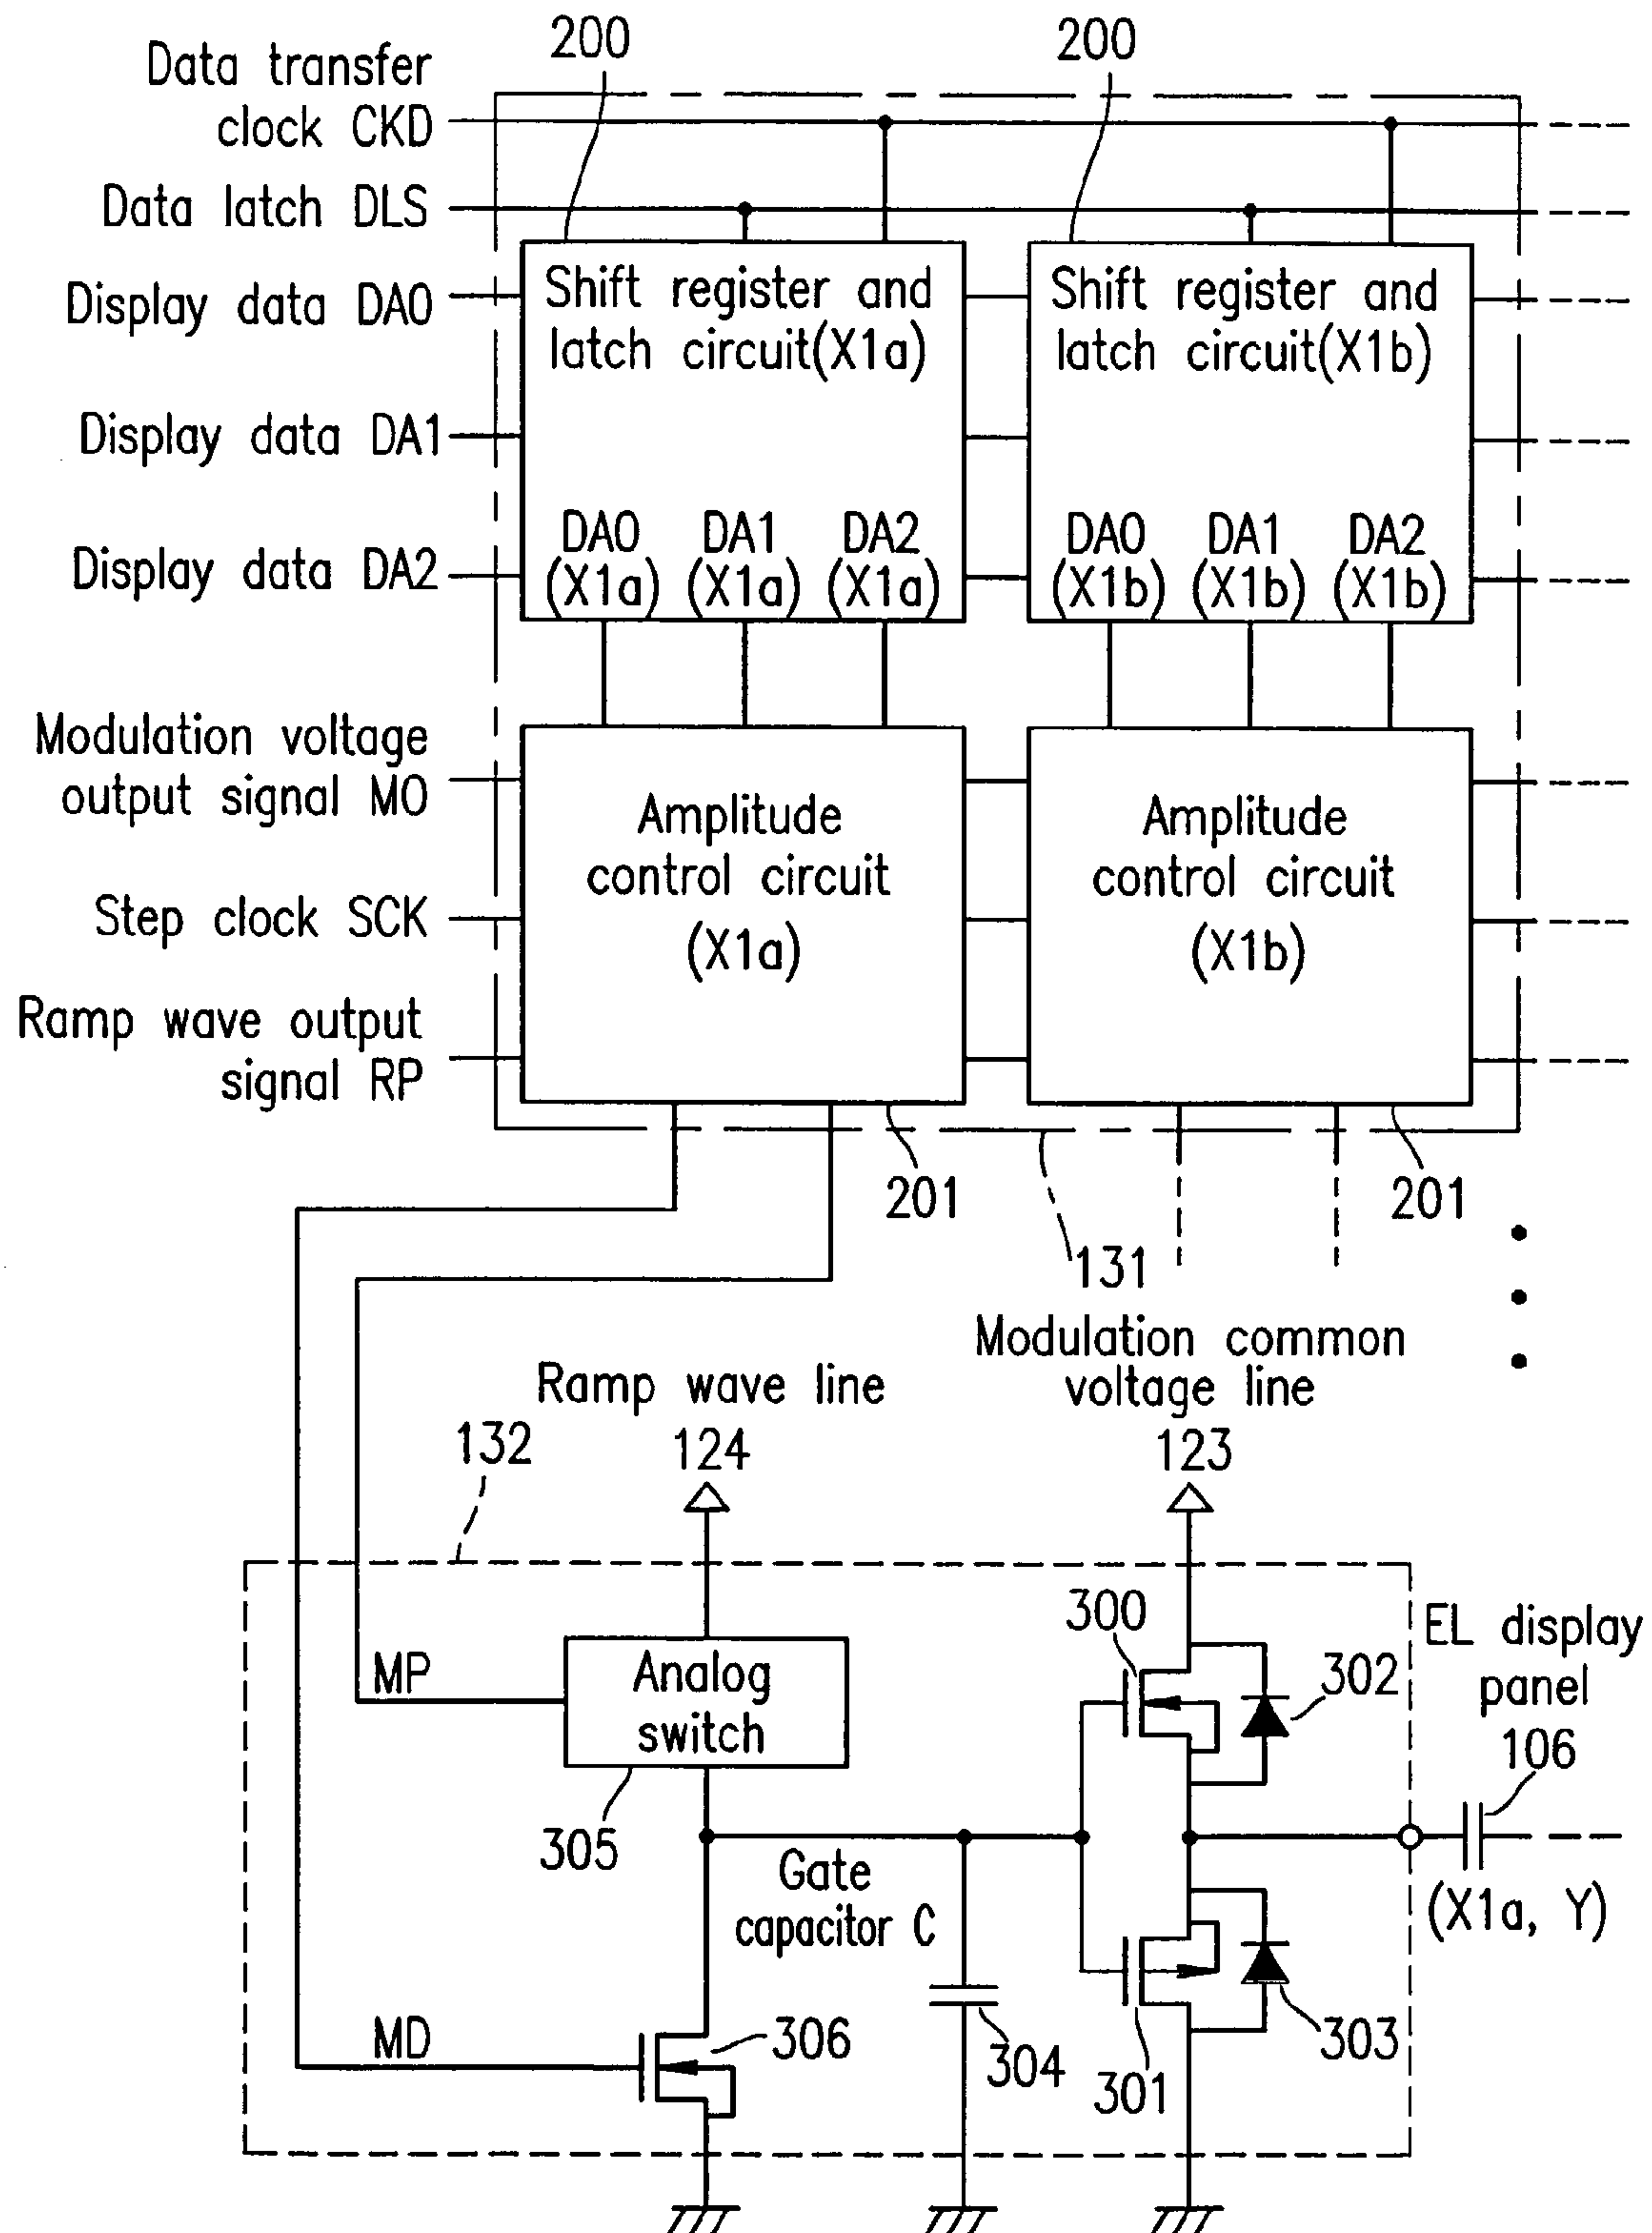 200
200
Data transfer
clock CKD
Data latch DLS
Display data DA0
Shift register and
latch circuit(X1a)
Shift register and
latch circuit(X1b)
Display data DA1
Display data DA2
DA0 DA1 DA2
(X1a) (X1a) (X1a)
DA0 DA1 DA2
(X1b) (X1b) (X1b)
Modulation voltage
output signal MO
Amplitude
control circuit
(X1a)
Amplitude
control circuit
(X1b)
Step clock SCK
Ramp wave output
signal RP
201
201
131
Modulation common
voltage line
123
Ramp wave line
124
132
300
302
EL display
panel
106
MP
Analog
switch
305
Gate
capacitor C
(X1a, Y)
MD
306
304
301
303